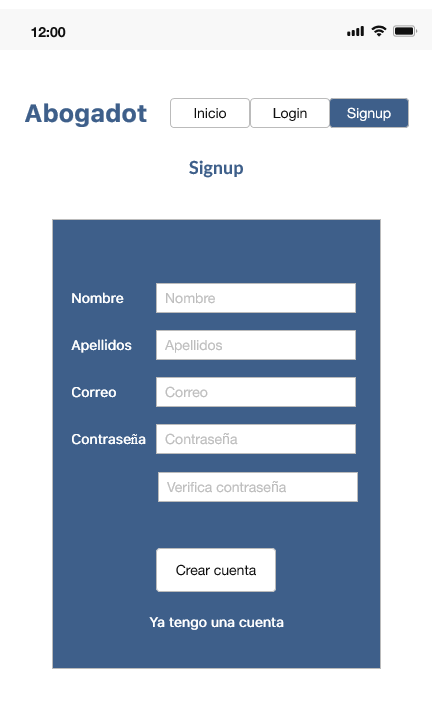 12:00
Abogadot Inicio Login Signup
Signup
Nombre Nombre
Apellidos Apellidos
Correo Correo
Contraseña Contraseña
Verifica contraseña
Crear cuenta
Ya tengo una cuenta